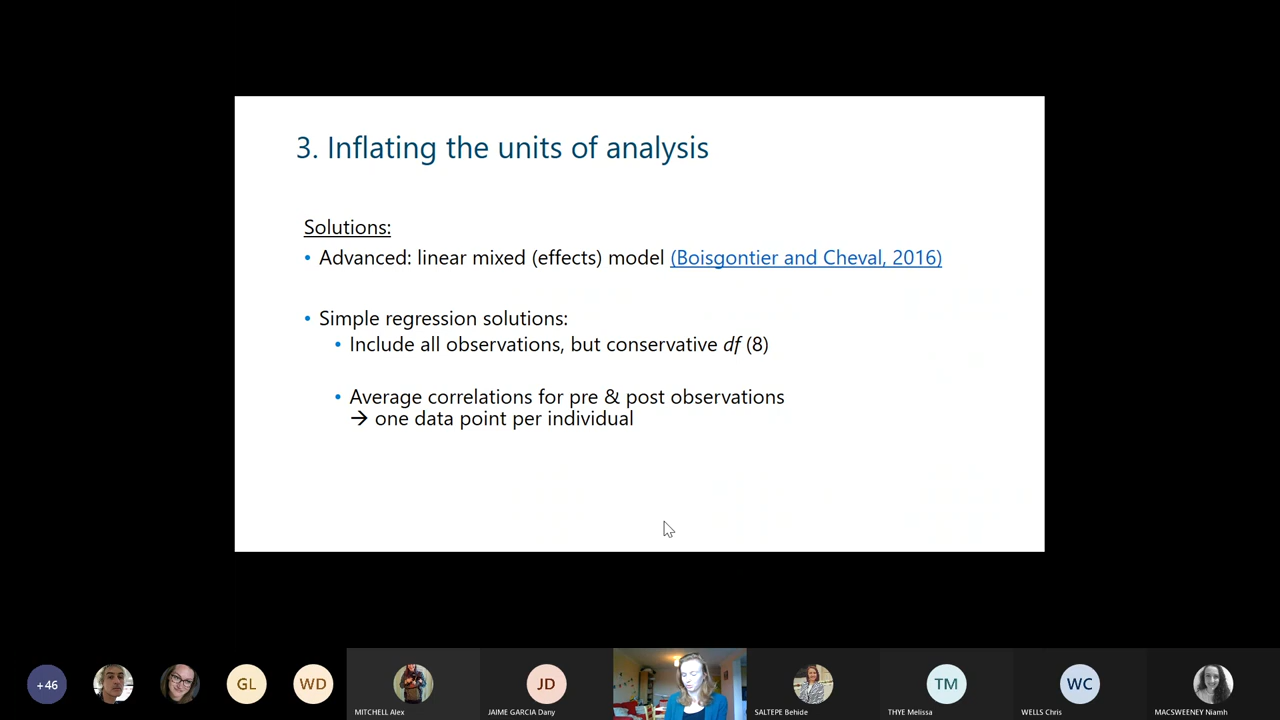 3. Inflating the units of analysis
Solutions:
• Advanced: linear mixed (effects) model (Boisgontier and Cheval, 2016)
• Simple regression solutions:
• Include all observations, but conservative df (8)
• Average correlations for pre & post observations
→ one data point per individual
+46
GL
WD
MITCHELL Alex
JD
JAIME GARCIA Dany
SALTEPE Behide
TM
THYE Melissa
WC
WELLS Chris
MACSWEENEY Niamh